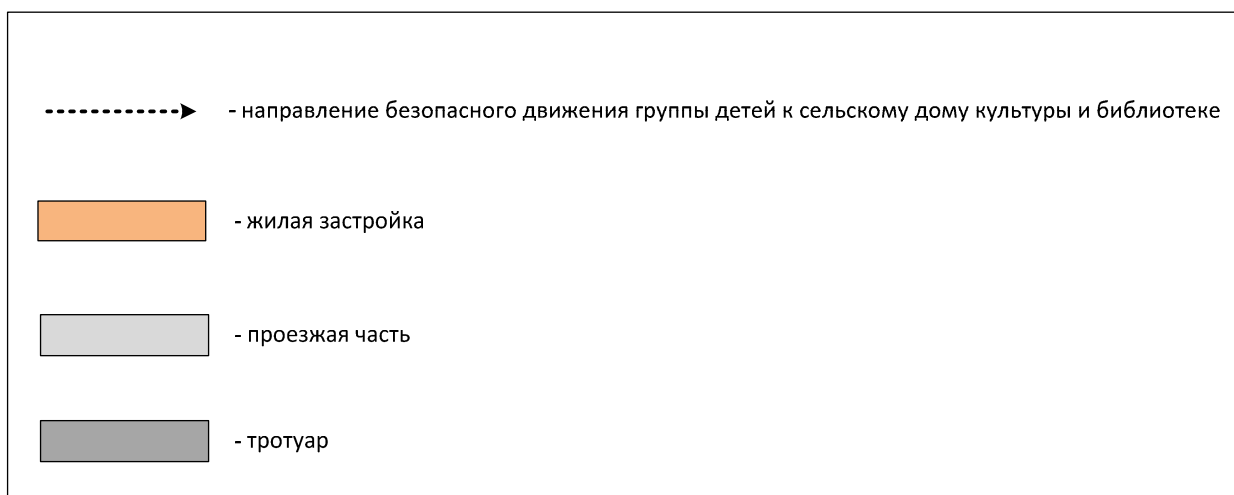 - направление безопасного движения группы детей к сельскому дому культуры и библиотеке
- жилая застройка
- проезжая часть
- тротуар